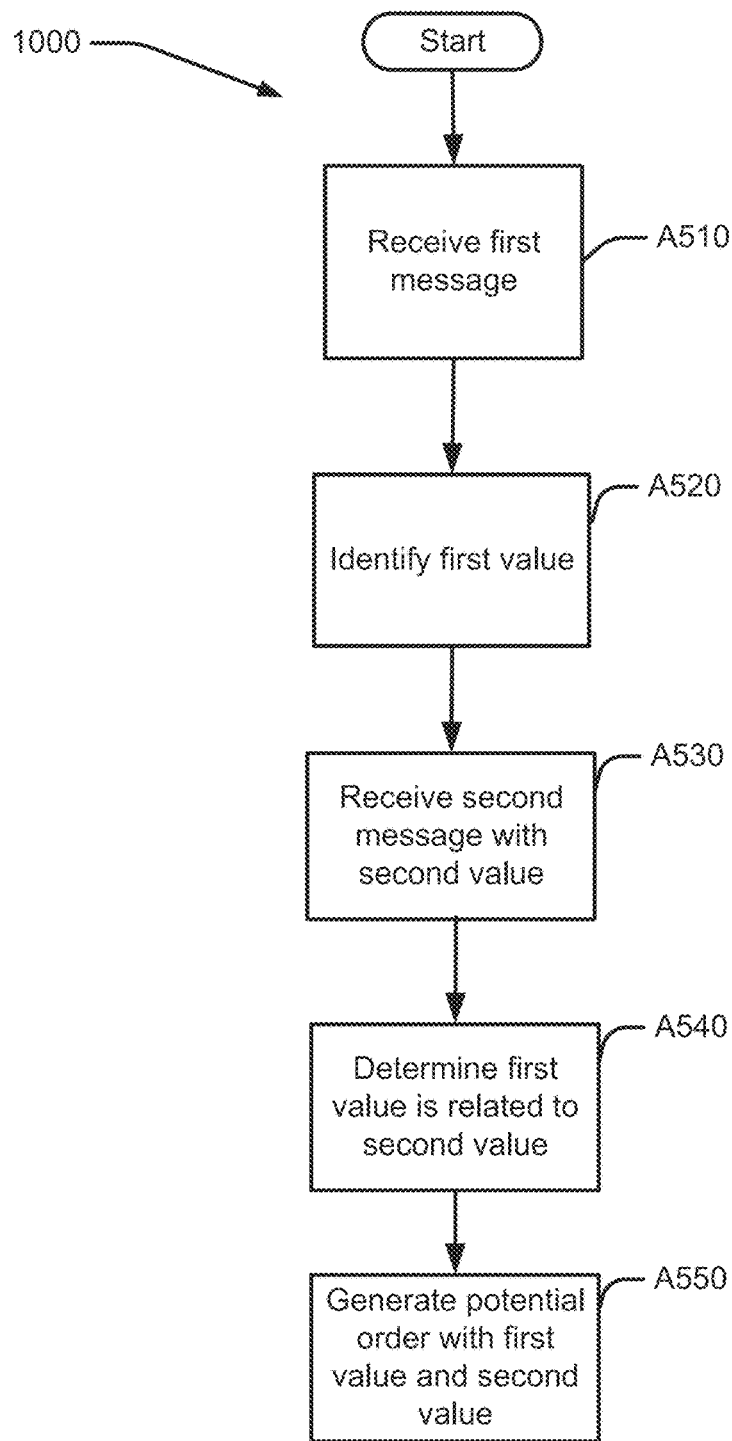 1000
Start
Receive first
message
A510
A520
Identify first value
A530
Receive second
message with
second value
A540
Determine first
value is related to
second value
A550
Generate potential
order with first
value and second
value